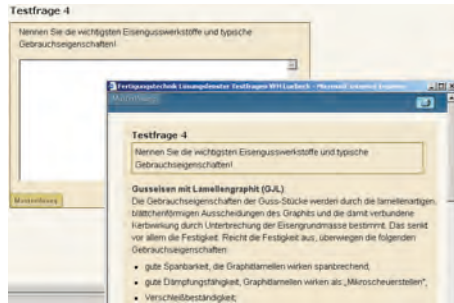 Testfrage 4
Nennen Sie die wichtigsten Eisengusswerkstoffe und typische
Gebrauchseigenschaften!
Musterlösung
Fertigungstechnik Lösungsfenster Testfragen WH Luebeck - Microsoft Internet Explorer
Musterlösung
Testfrage 4
Nennen Sie die wichtigsten Eisengusswerkstoffe und typische
Gebrauchseigenschaften!
Gusseisen mit Lamellengraphit (GJL)
Die Gebrauchseigenschaften der Guss-Stücke werden durch die lamellenartigen,
blättchenförmigen Ausscheidungen des Graphits und die damit verbundene
Kerbwirkung durch Unterbrechung der Eisengrundmasse bestimmt. Das senkt
vor allem die Festigkeit. Reicht die Festigkeit aus, überwiegen die folgenden
Gebrauchseigenschaften:
• gute Spanbarkeit, die Graphitlamellen wirken spanbrechend,
• gute Dämpfungsfähigkeit, Graphitlamellen wirken als „Mikroscheuerstellen“,
• Verschleißbeständigkeit;